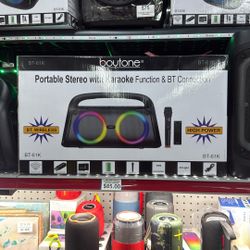 BT-61K
boytone
Portable Stereo with Karaoke Function & BT Connectivity
BT WIRELESS
HIGH POWER
BT-61K
BT-61K
$85.00